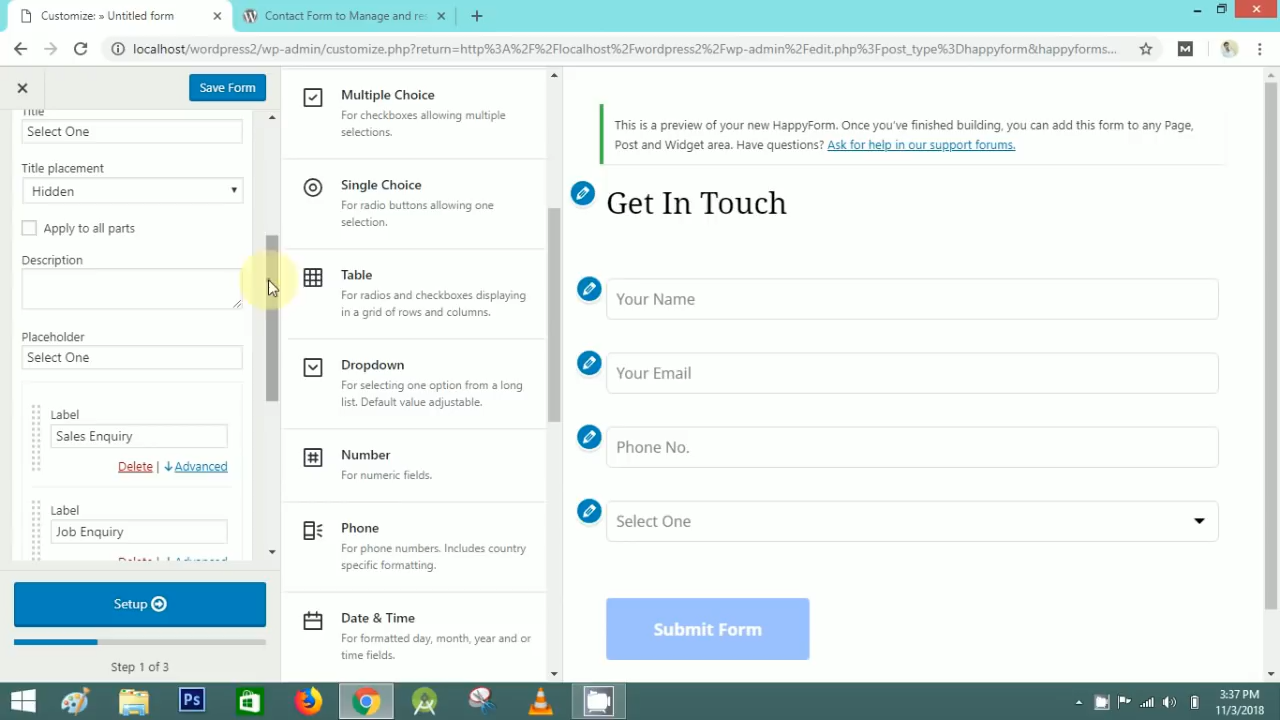 Customize: » Untitled form
Contact Form to Manage and re
localhost/wordpress2/wp-admin/customize.php?return=http%3A%2F%2Flocalhost%2Fwordpress2%2Fwp-admin%2Fedit.php%3Fpost_type%3Dhappyform&happyforms...
Save Form
Title
Select One
Title placement
Hidden
Apply to all parts
Description
Placeholder
Select One
Label
Sales Enquiry
Delete | Advanced
Label
Job Enquiry
Delete | Advanced
Setup
Step 1 of 3
Multiple Choice
For checkboxes allowing multiple
selections.
Single Choice
For radio buttons allowing one
selection.
Table
For radios and checkboxes displaying
in a grid of rows and columns.
Dropdown
For selecting one option from a long
list. Default value adjustable.
Number
For numeric fields.
Phone
For phone numbers. Includes country
specific formatting.
Date & Time
For formatted day, month, year and or
time fields.
This is a preview of your new HappyForm. Once you've finished building, you can add this form to any Page,
Post and Widget area. Have questions? Ask for help in our support forums.
Get In Touch
Your Name
Your Email
Phone No.
Select One
Submit Form
Ps
3:37 PM
11/3/2018